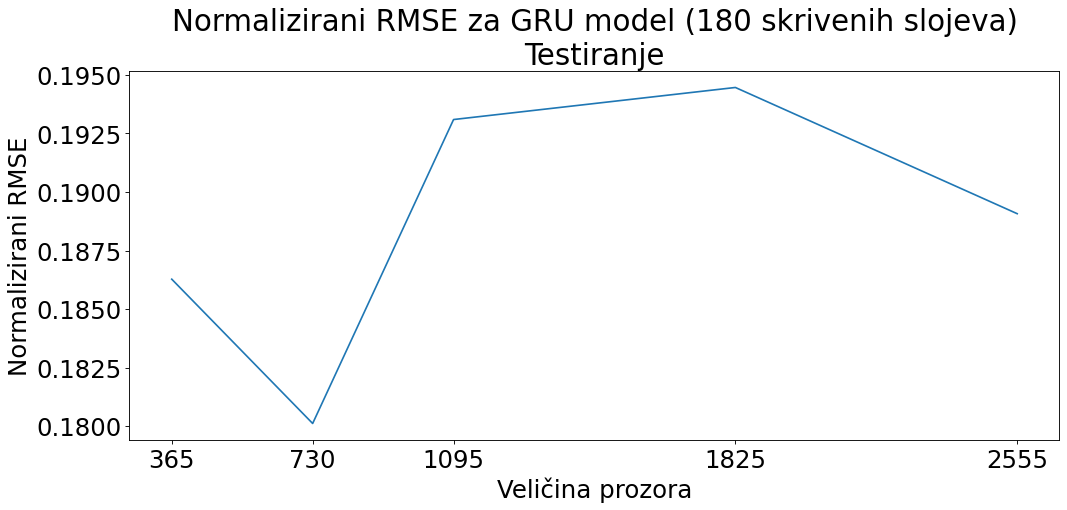 Normalizirani RMSE za GRU model (180 skrivenih slojeva)
Testiranje
Normalizirani RMSE
0.1950
0.1925
0.1900
0.1875
0.1850
0.1825
0.1800
365 730 1095 1825 2555
Veličina prozora